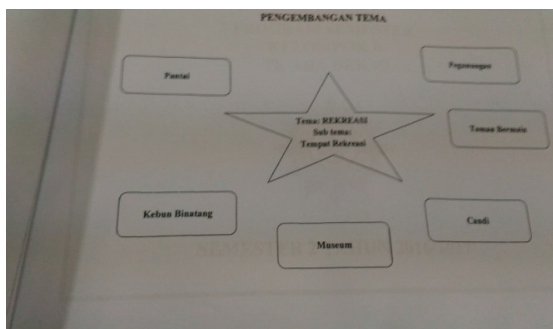 PENGEMBANGAN TEMA
Pantai
Pegunungan
Tema: REKREASI
Sub tema:
Tempat Rekreasi
Taman Bermain
Kebun Binatang
Candi
Museum